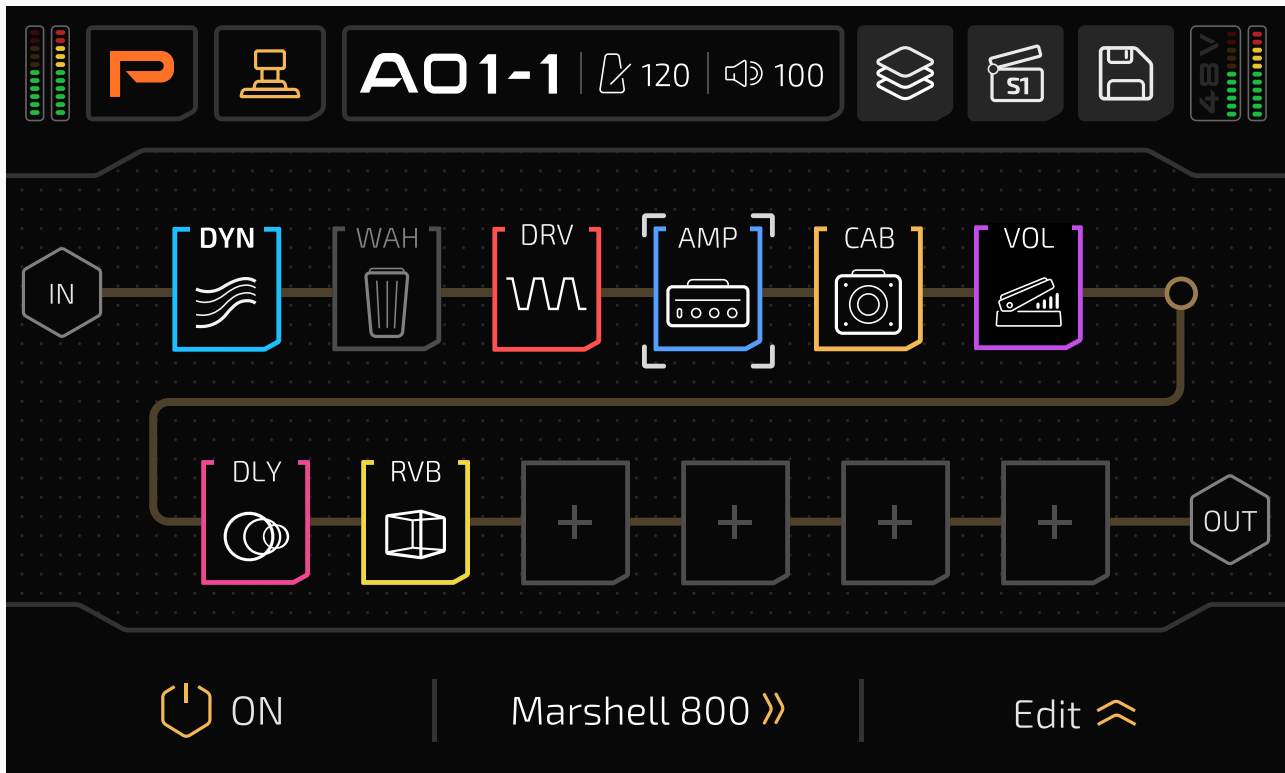 P
A01-1 120 100
S1
48V
IN DYN WAH DRV AMP CAB VOL
DLY RVB + + + + OUT
ON Marshell 800 Edit